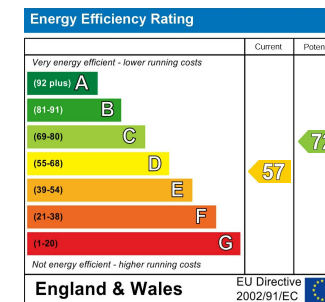 Energy Efficiency Rating
Current
Very energy efficient - lower running costs
(92 plus) A
(81-91) B
(69-80) C
(55-68) D
57
(39-54) E
(21-38) F
(1-20) G
Not energy efficient - higher running costs
England & Wales
EU Directive
2002/91/EC